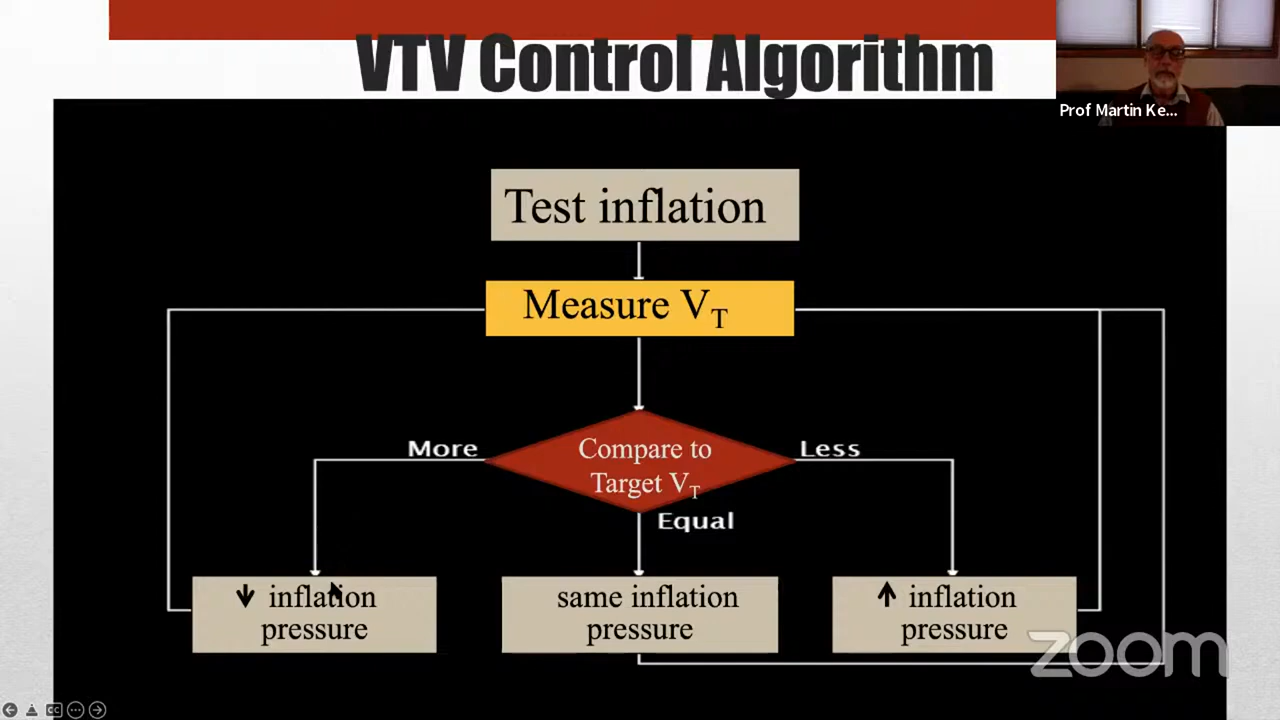 VTV Control Algorithm
Prof Martin Ke...
Test inflation
Measure VT
More
Compare to
Target VT
Less
Equal
↓ inflation
pressure
same inflation
pressure
↑ inflation
pressure
zoom
CC